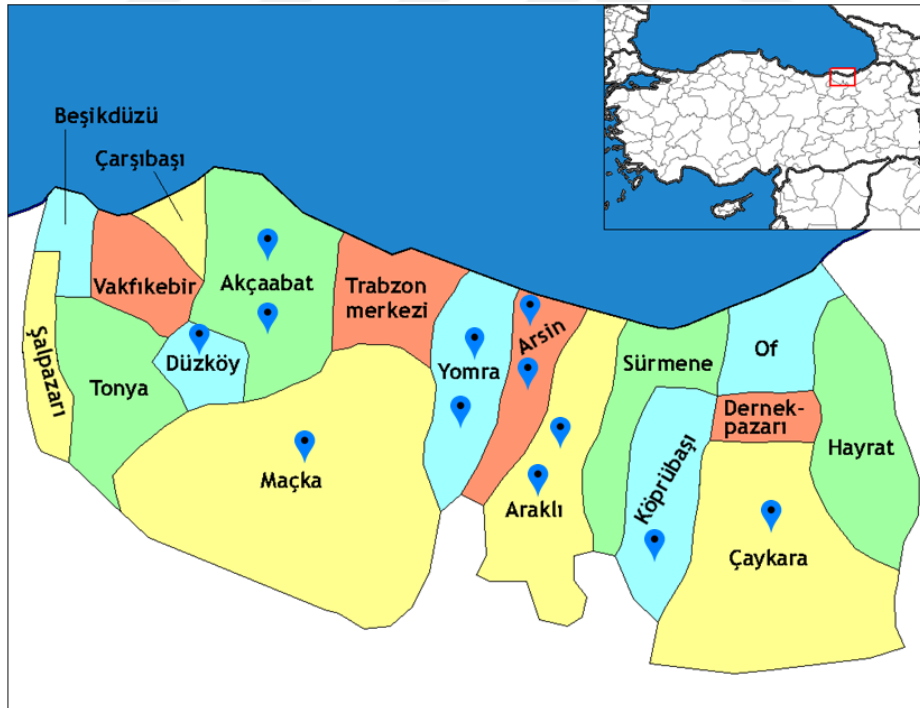 Beşikdüzü
Çarşıbaşı
Vakfıkebir
Akçaabat
Trabzon
merkezi
Şalpazarı
Tonya
Düzköy
Maçka
Yomra
Arsin
Araklı
Sürmene
Of
Dernek-
pazarı
Köprübaşı
Hayrat
Çaykara